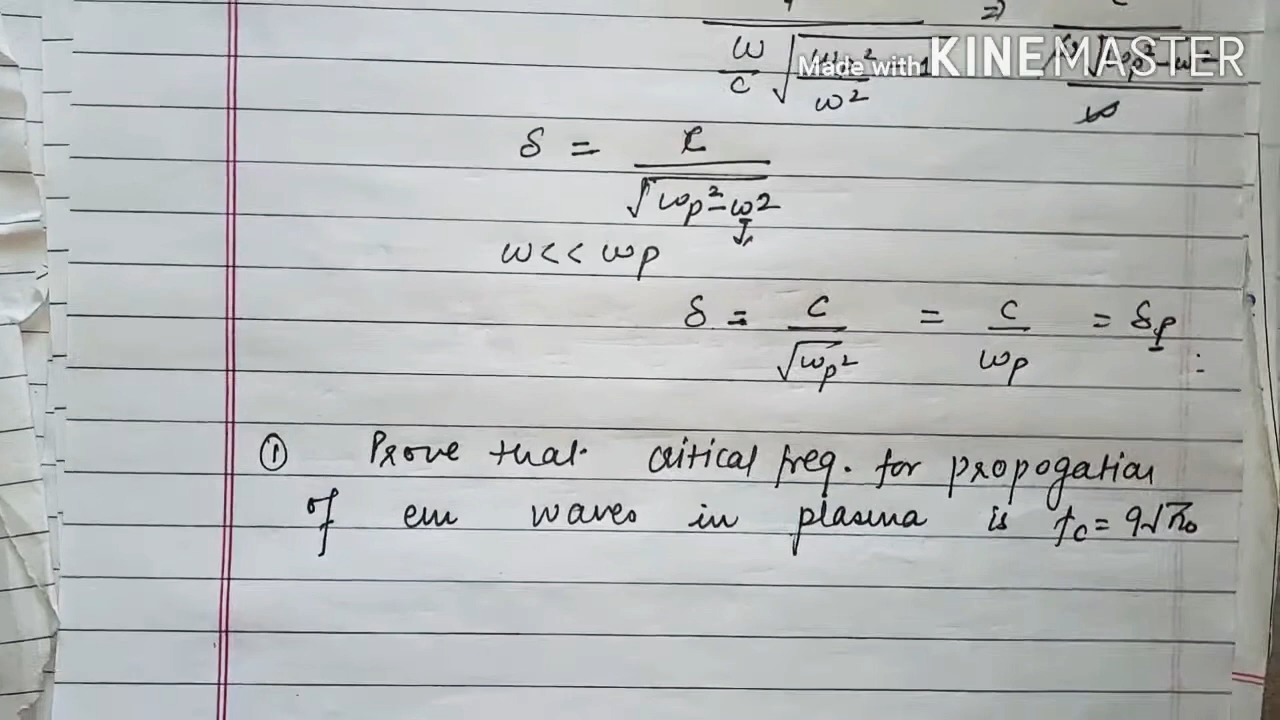 ⇒
ω/c √(ωp²/ω²
Made with KINEMASTER
δ = c/√(ωp²-ω²)
ω<< ωp
δ = c/√ωp² = c/ωp = δp
① Prove that critical freq. for propogation
of em waves in plasma is fc = 9√n₀